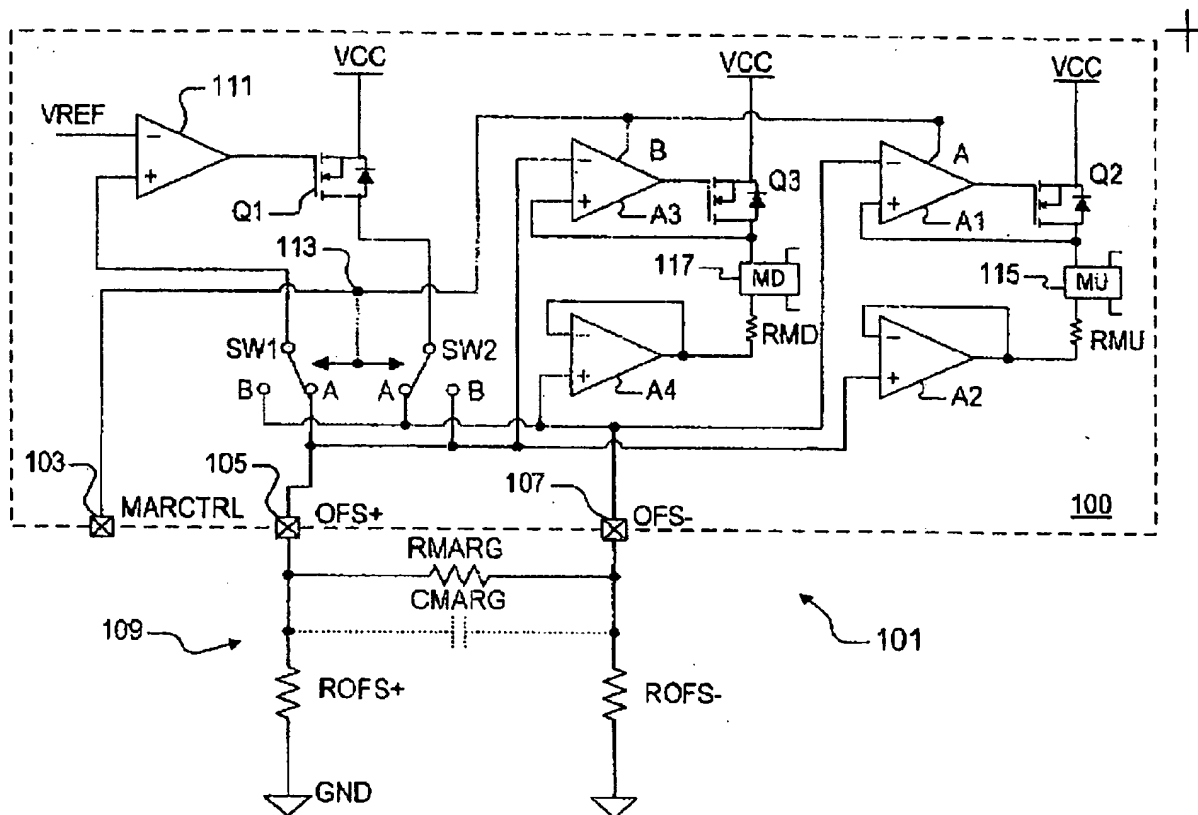 VCC
VCC
VCC
111
VREF
−
+
Q1
B
−
+
A3
Q3
A
−
+
A1
Q2
113
117
MD
115
MU
SW1
SW2
RMD
RMU
−
+
A4
−
+
A2
B
A
A
B
103
105
107
MARCTRL
OFS+
OFS-
100
RMARG
CMARG
109
101
ROFS+
ROFS-
GND